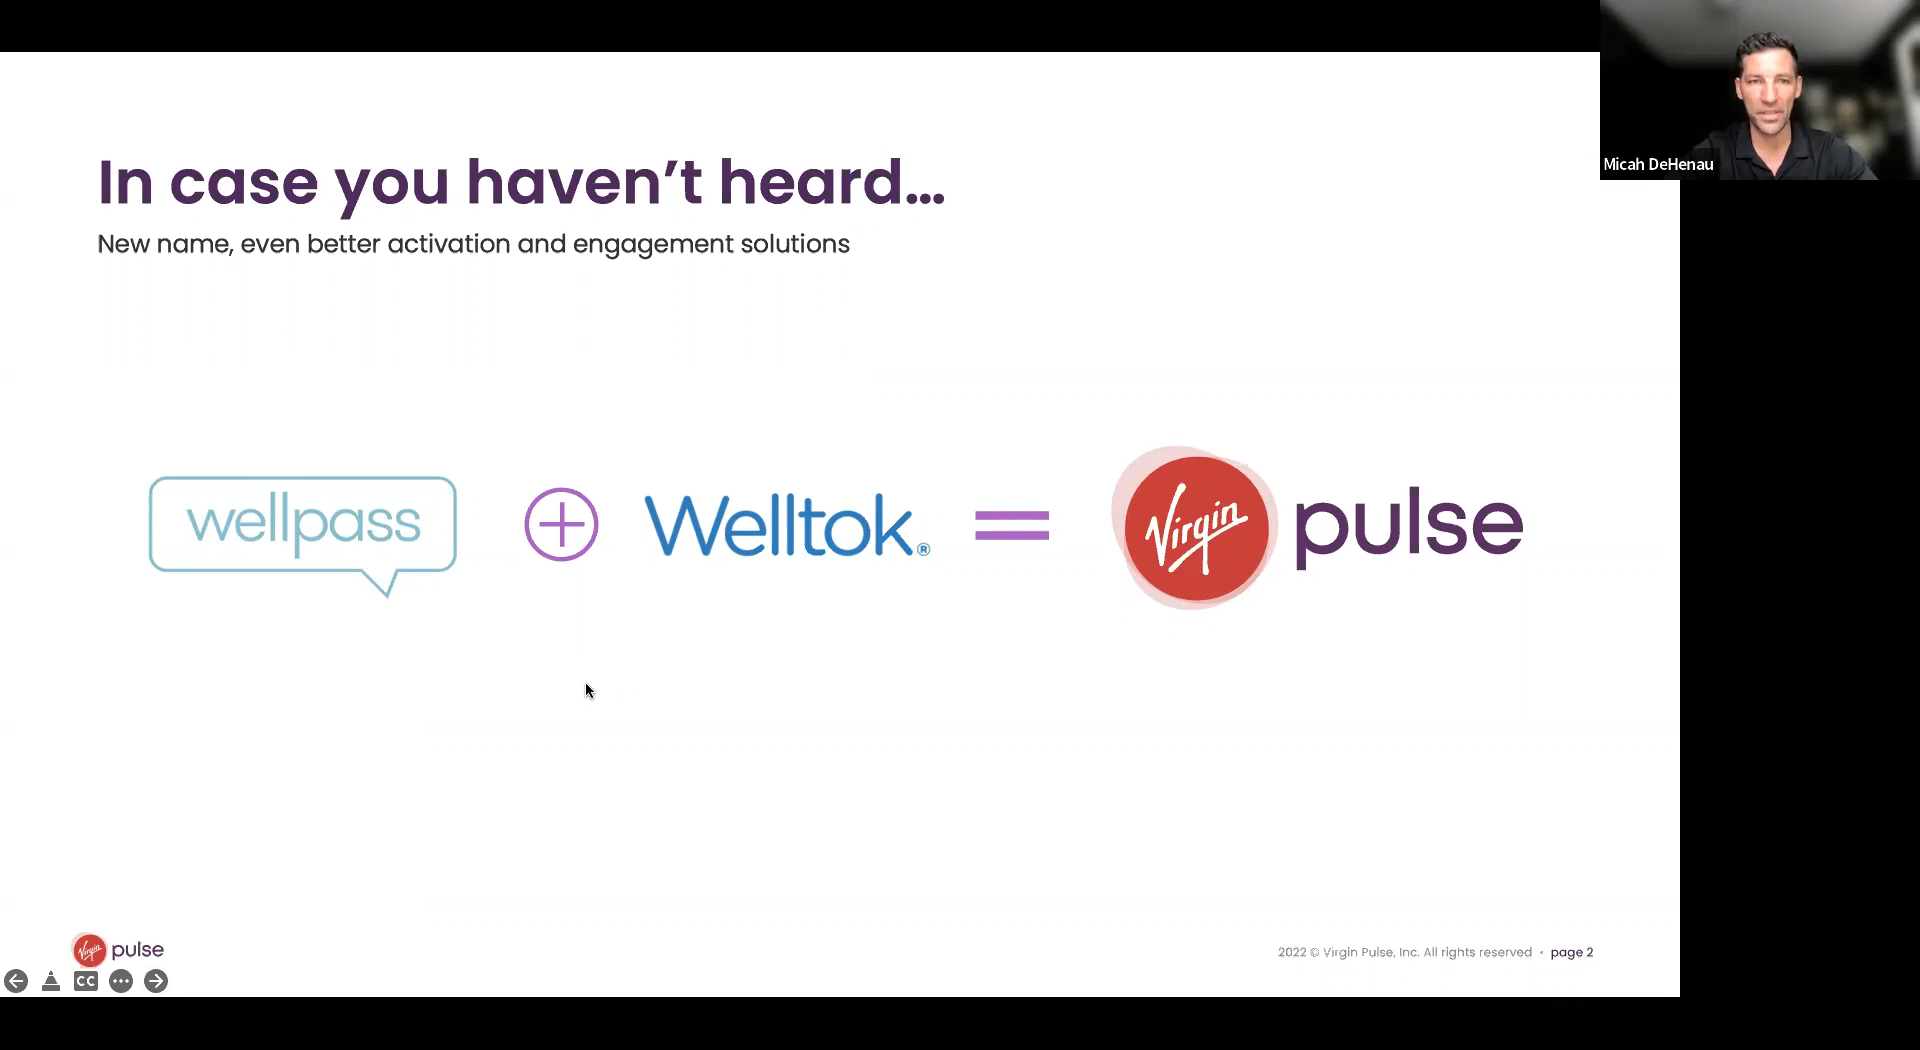 Micah DeHenau
In case you haven’t heard…
New name, even better activation and engagement solutions
wellpass
Welltok®
Virgin pulse
Virgin pulse
2022 © Virgin Pulse, Inc. All rights reserved • page 2
CC